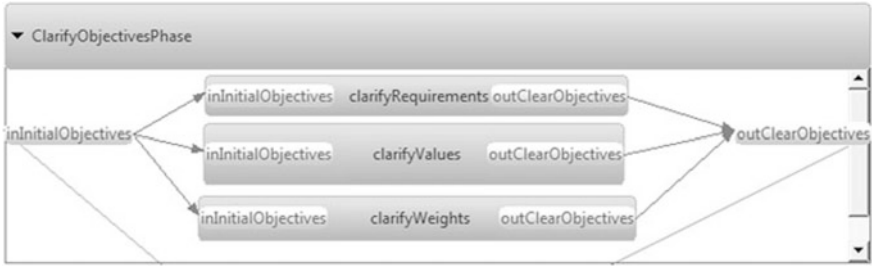 ClarifyObjectivesPhase
inInitialObjectives clarifyRequirements outClearObjectives
inInitialObjectives outClearObjectives
inInitialObjectives clarifyValues outClearObjectives
inInitialObjectives clarifyWeights outClearObjectives